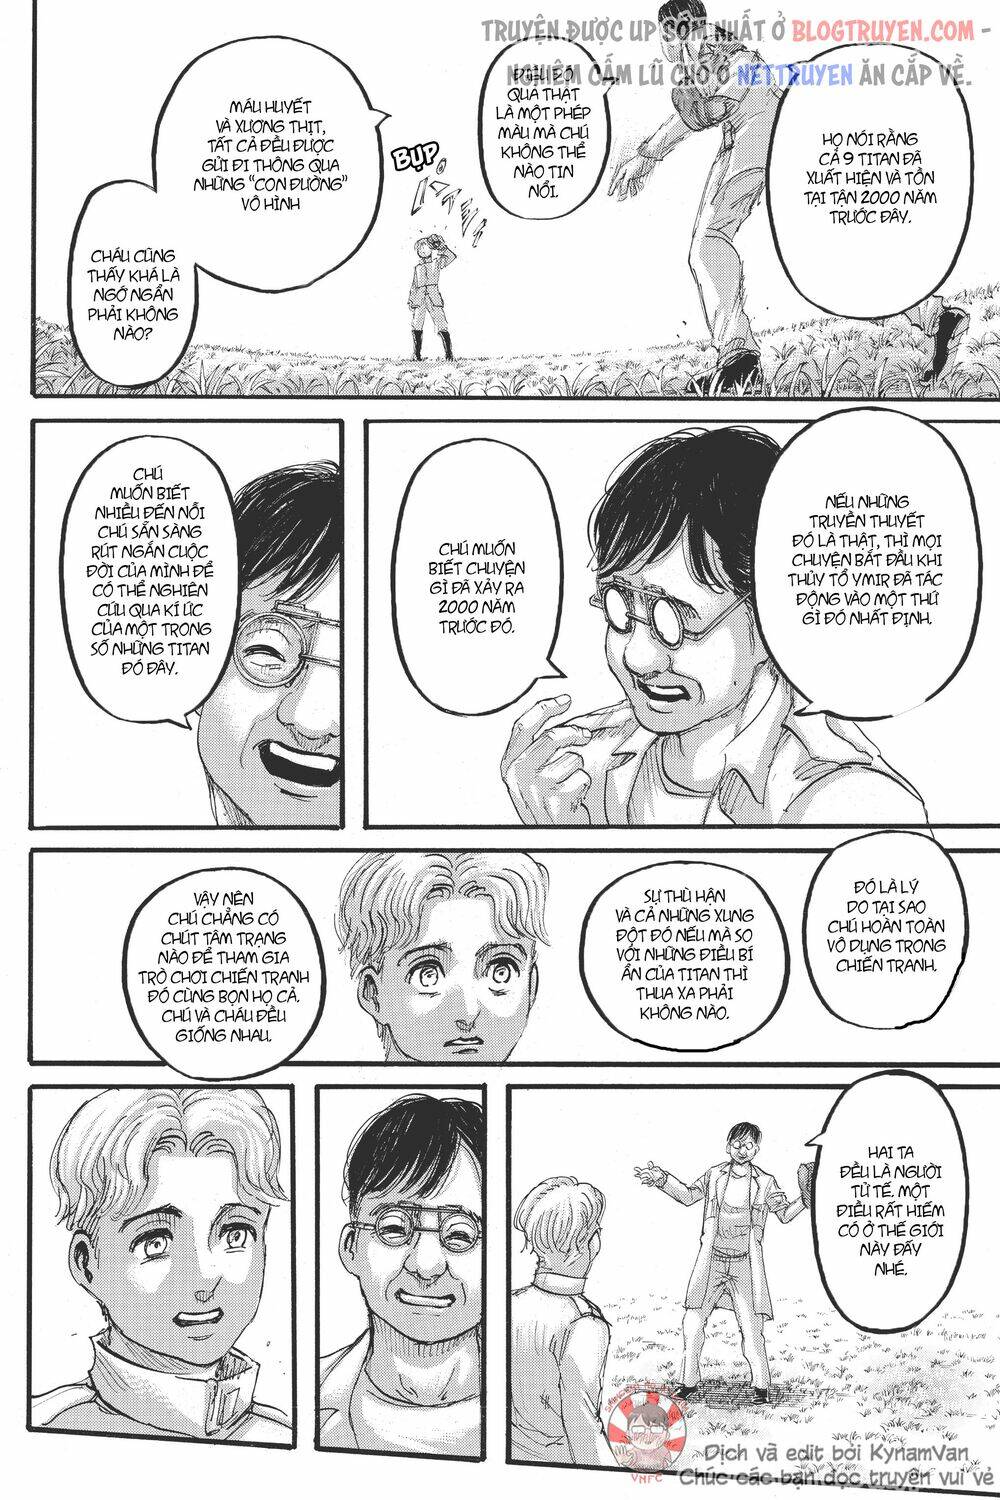 TRUYỆN ĐƯỢC UP SỚM NHẤT Ở BLOGTRUYEN.COM -
NGHIÊM CẤM LŨ CHÓ Ở NETTRUYEN ĂN CẮP VỀ.
HỌ NÓI RẰNG
CẢ 9 TITAN ĐÃ
XUẤT HIỆN VÀ TỒN
TẠI TẬN 2000 NĂM
TRƯỚC ĐÂY.
ĐIỀU ĐÓ
QUẢ THẬT
LÀ MỘT PHÉP
MÀU MÀ CHÚ
KHÔNG THỂ
NÀO TIN
NỔI.
BỤP
MÁU HUYẾT
VÀ XƯƠNG THỊT,
TẤT CẢ ĐỀU ĐƯỢC
GỬI ĐI THÔNG QUA
NHỮNG "CON ĐƯỜNG"
VÔ HÌNH
CHÁU CŨNG
THẤY KHÁ LÀ
NGỚ NGẨN
PHẢI KHÔNG
NÀO?
NẾU NHỮNG
TRUYỀN THUYẾT
ĐÓ LÀ THẬT, THÌ MỌI
CHUYỆN BẮT ĐẦU KHI
THỦY TỔ YMIR ĐÃ TÁC
ĐỘNG VÀO MỘT THỨ
GÌ ĐÓ NHẤT ĐỊNH.
CHÚ MUỐN
BIẾT CHUYỆN
GÌ ĐÃ XẢY RA
2000 NĂM
TRƯỚC ĐÓ.
CHÚ
MUỐN BIẾT
NHIỀU ĐẾN NỖI
CHÚ SẴN SÀNG
RÚT NGẮN CUỘC
ĐỜI CỦA MÌNH ĐỂ
CÓ THỂ NGHIÊN
CỨU QUA KÍ ỨC
CỦA MỘT TRONG
SỐ NHỮNG TITAN
ĐÓ ĐÂY.
ĐÓ LÀ LÝ
DO TẠI SAO
CHÚ HOÀN TOÀN
VÔ DỤNG TRONG
CHIẾN TRANH.
SỰ THÙ HẬN
VÀ CẢ NHỮNG XUNG
ĐỘT ĐÓ NẾU MÀ SO
VỚI NHỮNG ĐIỀU BÍ
ẨN CỦA TITAN THÌ
THUA XA PHẢI
KHÔNG NÀO.
VẬY NÊN
CHÚ CHẲNG CÓ
CHÚT TÂM TRẠNG
NÀO ĐỂ THAM GIA
TRÒ CHƠI CHIẾN TRANH
ĐÓ CÙNG BỌN HỌ CẢ.
CHÚ VÀ CHÁU ĐỀU
GIỐNG NHAU.
HAI TA
ĐỀU LÀ NGƯỜI
TỬ TẾ. MỘT
ĐIỀU RẤT HIẾM
CÓ Ở THẾ GIỚI
NÀY ĐẤY
NHÉ.
VNFC
Dịch và edit bởi KynamVan
Chúc các bạn đọc truyện vui vẻ